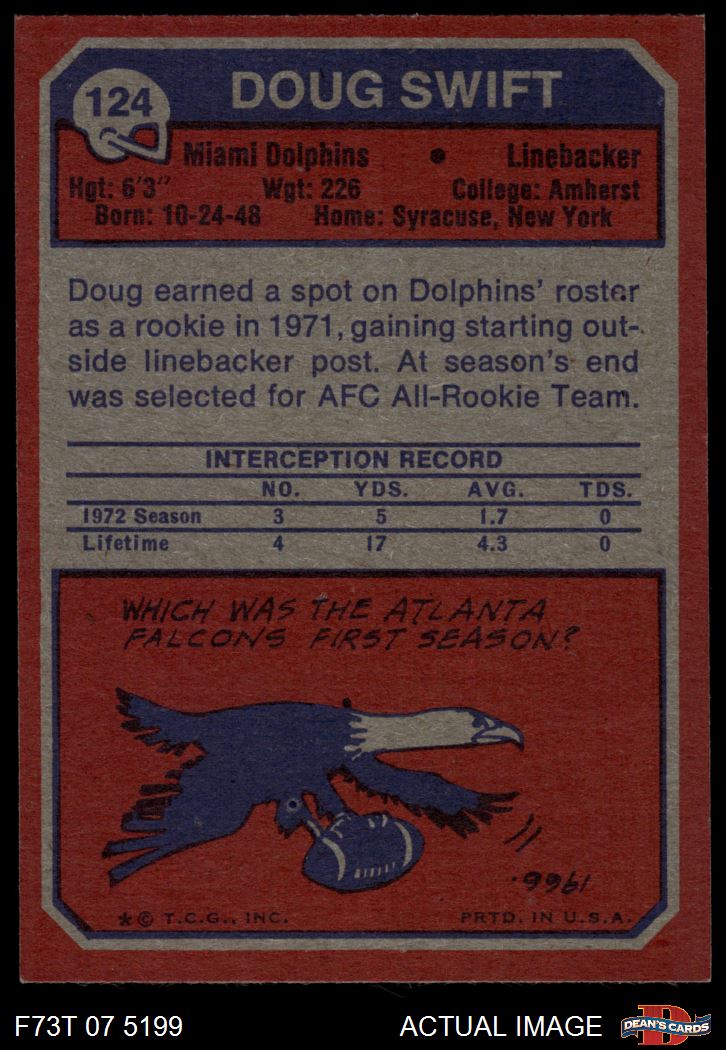 124
DOUG SWIFT
Miami Dolphins • Linebacker
Hgt: 6'3" Wgt: 226 College: Amherst
Born: 10-24-48 Home: Syracuse, New York
Doug earned a spot on Dolphins' roster
as a rookie in 1971, gaining starting out-
side linebacker post. At season's end
was selected for AFC All-Rookie Team.
INTERCEPTION RECORD
NO. YDS. AVG. TDS.
1972 Season 3 5 1.7 0
Lifetime 4 17 4.3 0
WHICH WAS THE ATLANTA
FALCONS FIRST SEASON?
1966.
* © T.C.G., INC. PRTD. IN U.S.A.
F73T 07 5199 ACTUAL IMAGE
D
DEAN'S CARDS